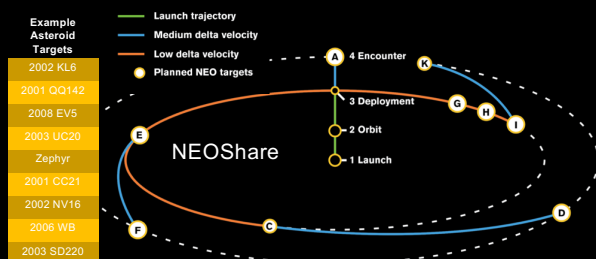 Example
Asteroid
Targets
2002 KL6
2001 QQ142
2008 EV5
2003 UC20
Zephyr
2001 CC21
2002 NV16
2006 WB
2003 SD220
Launch trajectory
Medium delta velocity
Low delta velocity
Planned NEO targets
A
4 Encounter
K
3 Deployment
G
H
I
2 Orbit
E
NEOShare
1 Launch
D
C
F